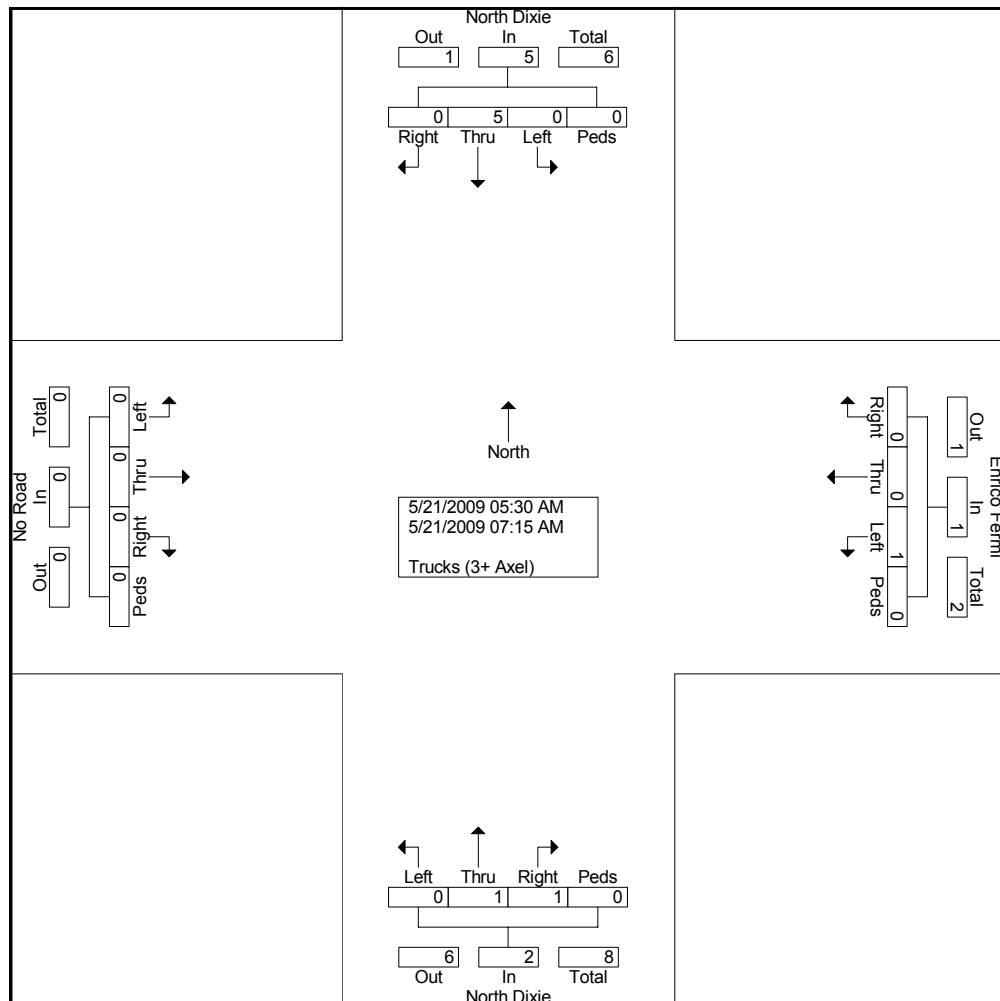 North Dixie
Out In Total
1 5 6
0 5 0 0
Right Thru Left Peds
No Road
Total In Out
0 0 0
0 0 0 0
Left Thru Right Peds
North
5/21/2009 05:30 AM
5/21/2009 07:15 AM
Trucks (3+ Axel)
Right Thru Left Peds
0 0 1 0
Out In Total
1 1 2
Enrico Fermi
Left Thru Right Peds
0 1 1 0
6 2 8
Out In Total
North Dixie